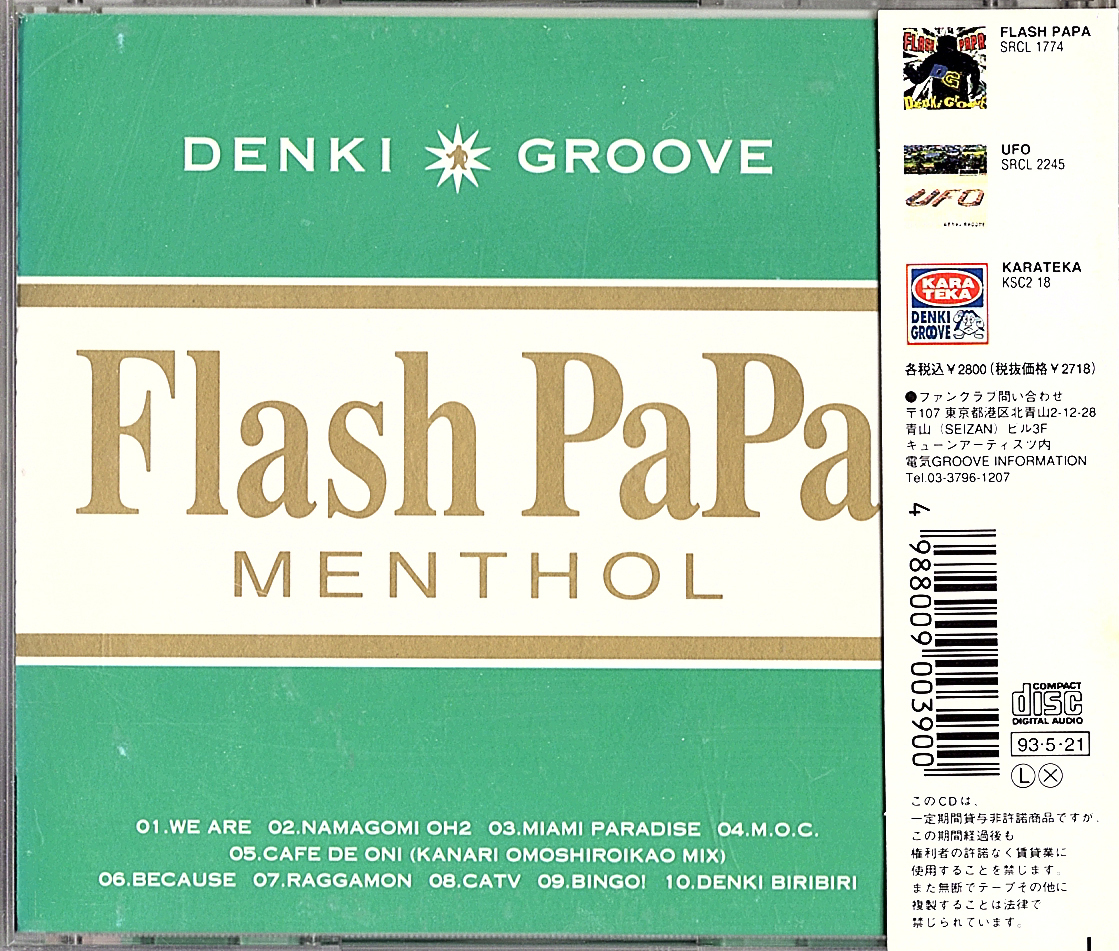 DENKI GROOVE
Flash PaPa
MENTHOL
01.WE ARE 02.NAMAGOMI OH2 03.MIAMI PARADISE 04.M.O.C.
05.CAFE DE ONI (KANARI OMOSHIROIKAO MIX)
06.BECAUSE 07.RAGGAMON 08.CATV 09.BINGO! 10.DENKI BIRIBIRI
FLASH PAPA
DG
Denki Groove
FLASH PAPA
SRCL 1774
UFO
UFO
SRCL 2245
KARA
TEKA
DENKI
GROOVE
KARATEKA
KSC2 18
各税込¥2800(税抜価格¥2718)
●ファンクラブ問い合わせ
〒107 東京都港区北青山2-12-28
青山(SEIZAN)ビル3F
キューンアーティスツ内
電気GROOVE INFORMATION
Tel.03-3796-1207
4 988009 003900
COMPACT
disc
DIGITAL AUDIO
93·5·21
Ⓛ Ⓧ
このCDは、
一定期間貸与非許諾商品ですが、
この期間経過後も
権利者の許諾なく賃貸業に
使用することを禁じます。
また無断でテープその他に
複製することは法律で
禁じられています。